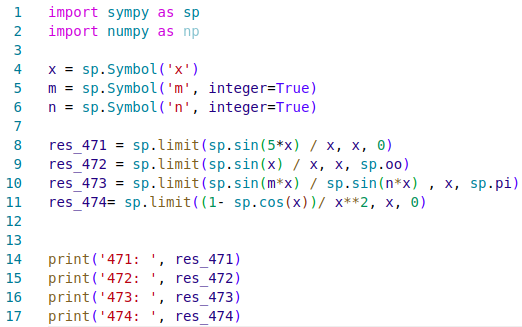 1 import sympy as sp
2 import numpy as np
3
4 x = sp.Symbol('x')
5 m = sp.Symbol('m', integer=True)
6 n = sp.Symbol('n', integer=True)
7
8 res_471 = sp.limit(sp.sin(5*x) / x, x, 0)
9 res_472 = sp.limit(sp.sin(x) / x, x, sp.oo)
10 res_473 = sp.limit(sp.sin(m*x) / sp.sin(n*x) , x, sp.pi)
11 res_474= sp.limit((1- sp.cos(x))/ x**2, x, 0)
12
13
14 print('471: ', res_471)
15 print('472: ', res_472)
16 print('473: ', res_473)
17 print('474: ', res_474)